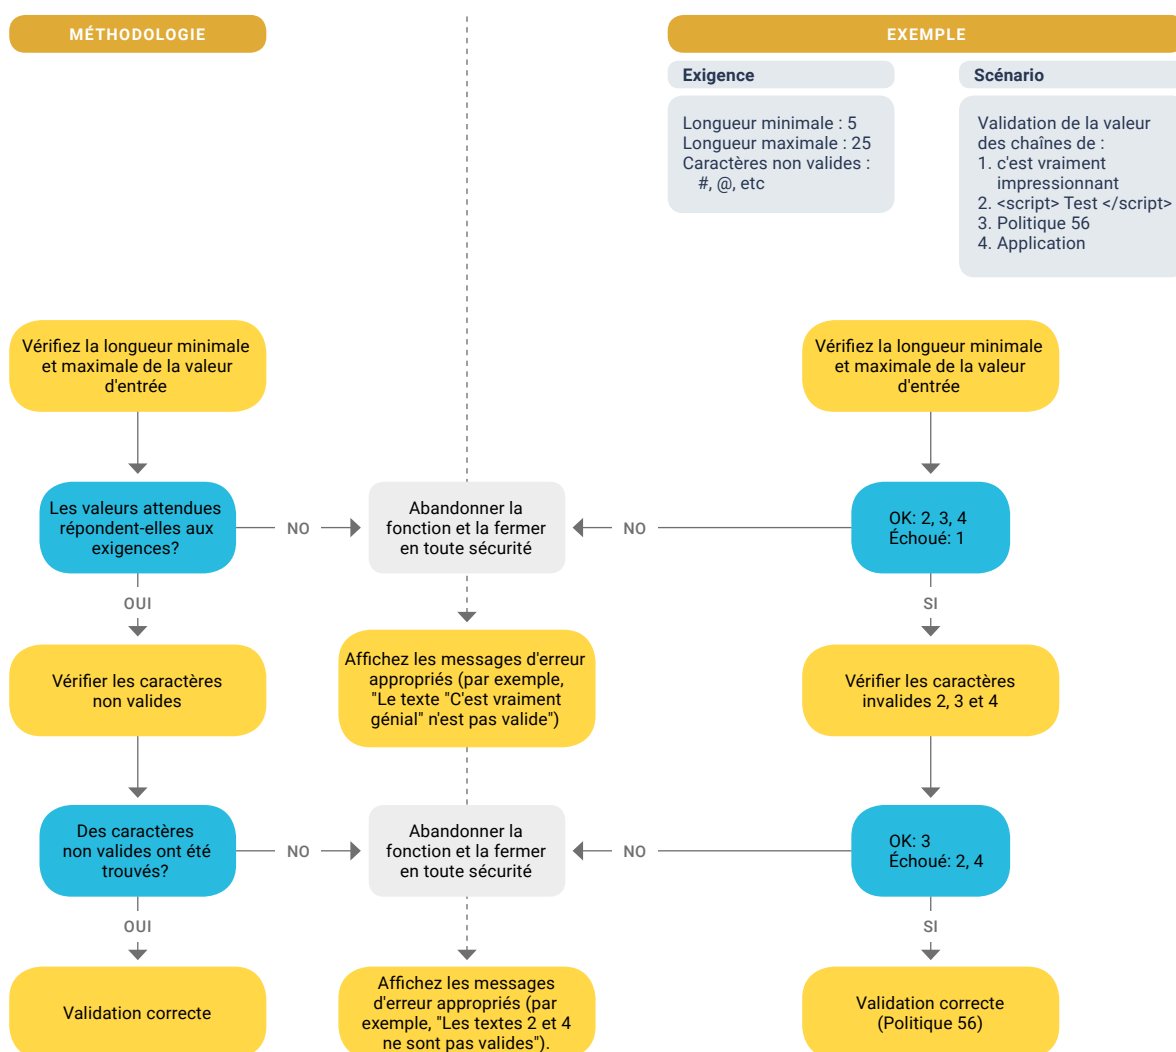 MÉTHODOLOGIE
EXEMPLE
Exigence
Longueur minimale : 5
Longueur maximale : 25
Caractères non valides :
#, @, etc
Scénario
Validation de la valeur
des chaînes de :
1. c'est vraiment
impressionnant
2. <script> Test </script>
3. Politique 56
4. Application
Vérifiez la longueur minimale
et maximale de la valeur
d'entrée
Vérifiez la longueur minimale
et maximale de la valeur
d'entrée
Les valeurs attendues
répondent-elles aux
exigences?
NO
Abandonner la
fonction et la fermer
en toute sécurité
NO
OK: 2, 3, 4
Échoué: 1
OUI
SI
Vérifier les caractères
non valides
Affichez les messages d'erreur
appropriés (par exemple,
"Le texte "C'est vraiment
génial" n'est pas valide")
Vérifier les caractères
invalides 2, 3 et 4
Des caractères
non valides ont été
trouvés?
NO
Abandonner la
fonction et la fermer
en toute sécurité
NO
OK: 3
Échoué: 2, 4
OUI
SI
Validation correcte
Affichez les messages
d'erreur appropriés (par
exemple, "Les textes 2 et 4
ne sont pas valides").
Validation correcte
(Politique 56)